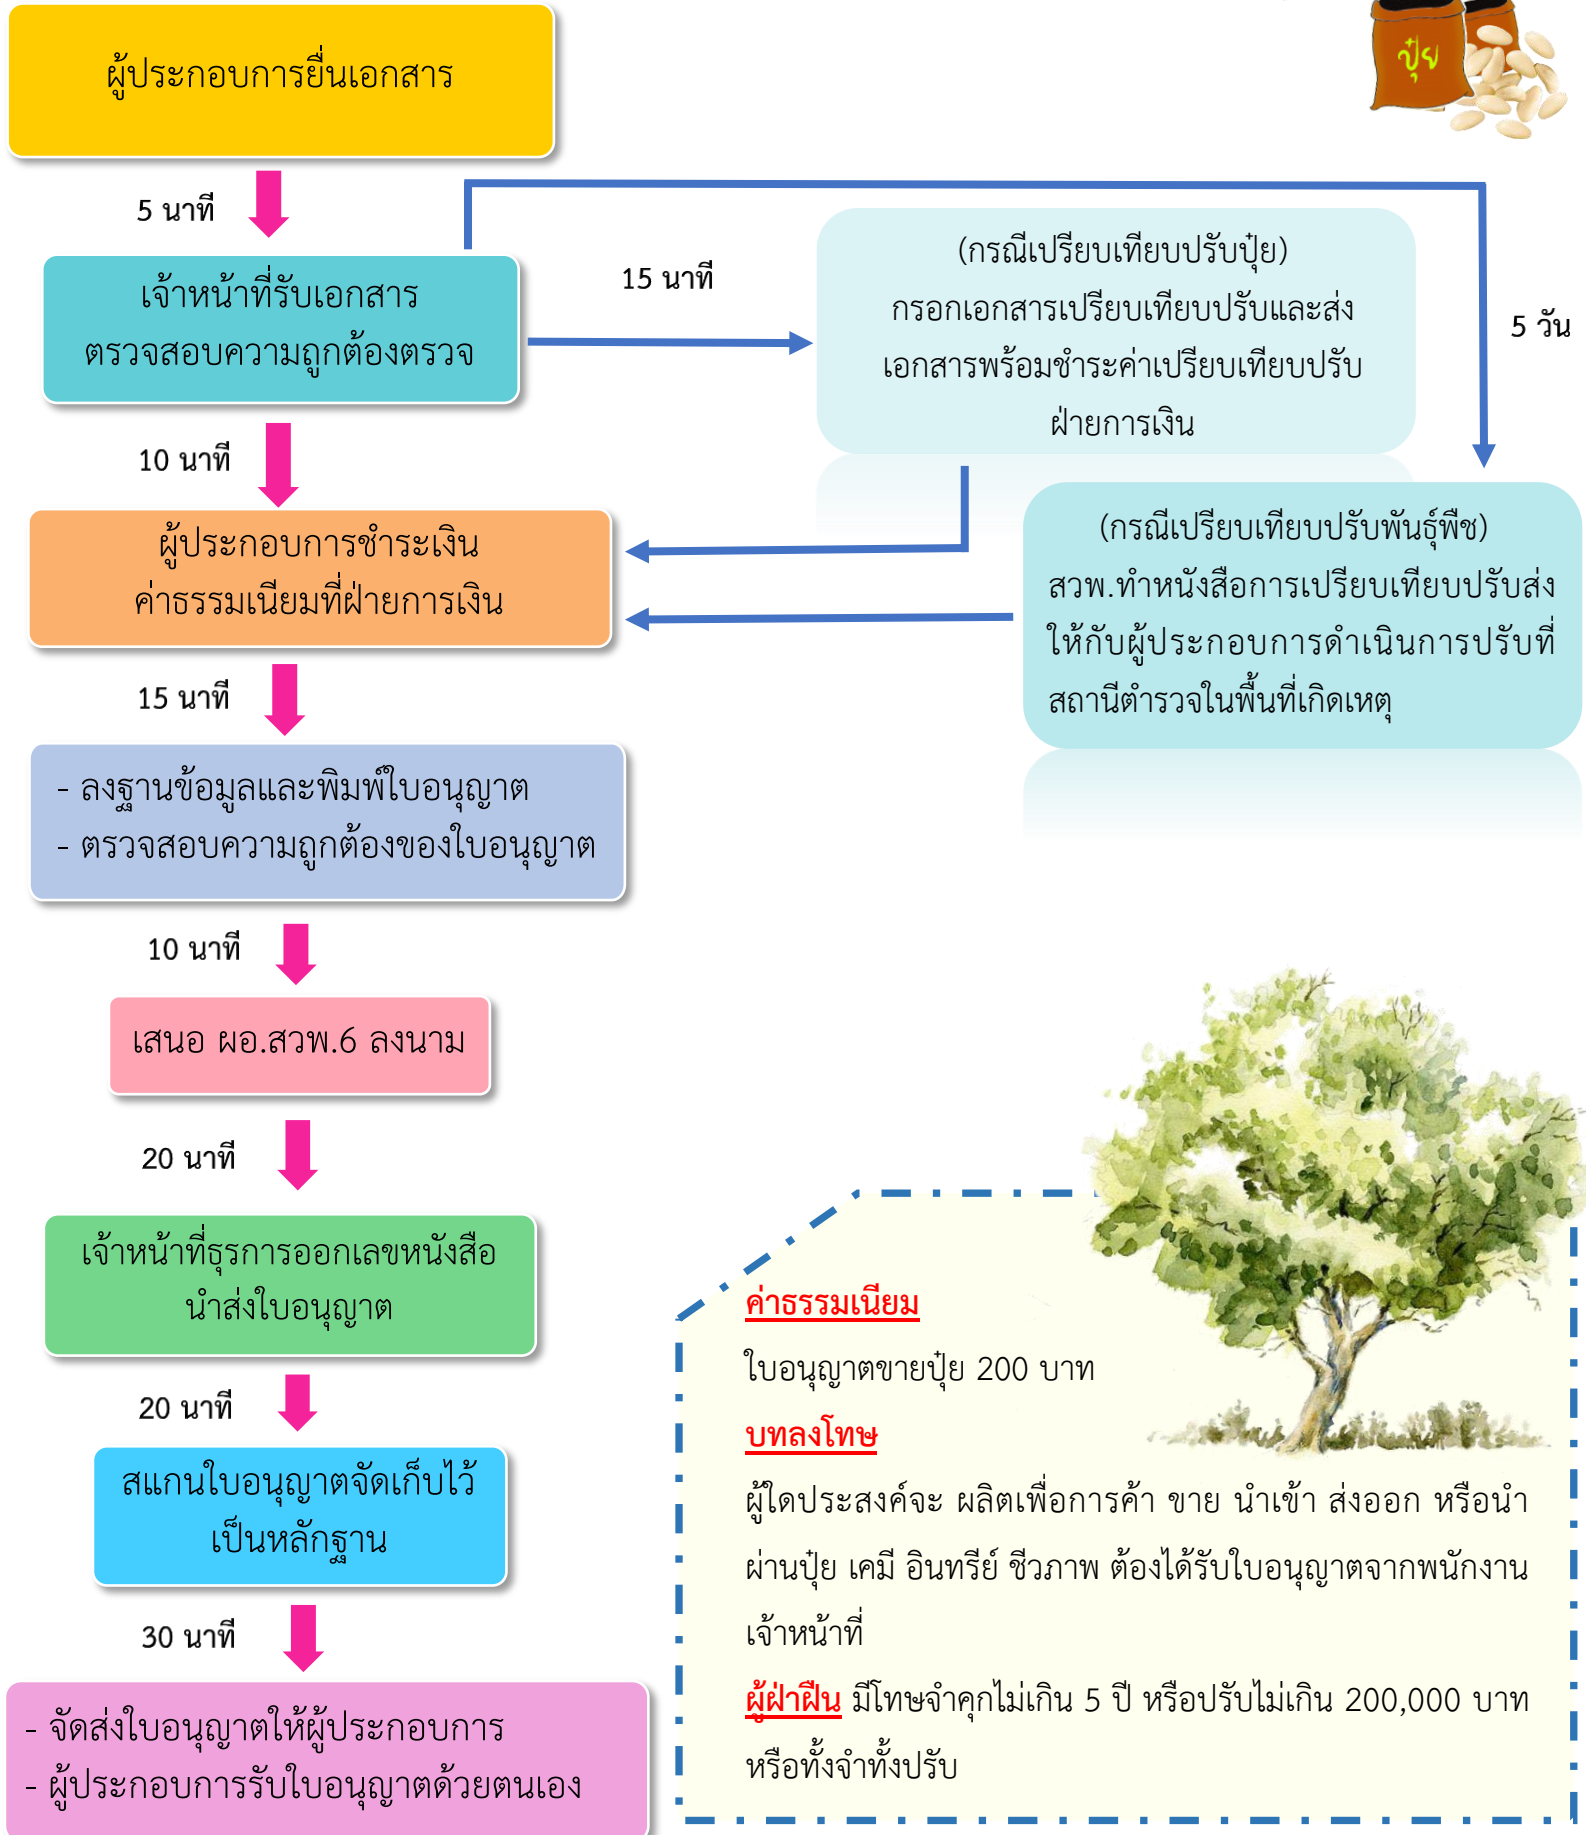 ปุ๋ย
ผู้ประกอบการยื่นเอกสาร
5 นาที
เจ้าหน้าที่รับเอกสาร
ตรวจสอบความถูกต้องตรวจ
15 นาที
(กรณีเปรียบเทียบปรับปุ๋ย)
กรอกเอกสารเปรียบเทียบปรับและส่ง
เอกสารพร้อมชำระค่าเปรียบเทียบปรับ
ฝ่ายการเงิน
5 วัน
10 นาที
ผู้ประกอบการชำระเงิน
ค่าธรรมเนียมที่ฝ่ายการเงิน
(กรณีเปรียบเทียบปรับพันธุ์พืช)
สวพ.ทำหนังสือการเปรียบเทียบปรับส่ง
ให้กับผู้ประกอบการดำเนินการปรับที่
สถานีตำรวจในพื้นที่เกิดเหตุ
15 นาที
- ลงฐานข้อมูลและพิมพ์ใบอนุญาต
- ตรวจสอบความถูกต้องของใบอนุญาต
10 นาที
เสนอ ผอ.สวพ.6 ลงนาม
20 นาที
เจ้าหน้าที่ธุรการออกเลขหนังสือ
นำส่งใบอนุญาต
20 นาที
สแกนใบอนุญาตจัดเก็บไว้
เป็นหลักฐาน
30 นาที
- จัดส่งใบอนุญาตให้ผู้ประกอบการ
- ผู้ประกอบการรับใบอนุญาตด้วยตนเอง
ค่าธรรมเนียม
ใบอนุญาตขายปุ๋ย 200 บาท
บทลงโทษ
ผู้ใดประสงค์จะ ผลิตเพื่อการค้า ขาย นำเข้า ส่งออก หรือนำ
ผ่านปุ๋ย เคมี อินทรีย์ ชีวภาพ ต้องได้รับใบอนุญาตจากพนักงาน
เจ้าหน้าที่
ผู้ฝ่าฝืน มีโทษจำคุกไม่เกิน 5 ปี หรือปรับไม่เกิน 200,000 บาท
หรือทั้งจำทั้งปรับ